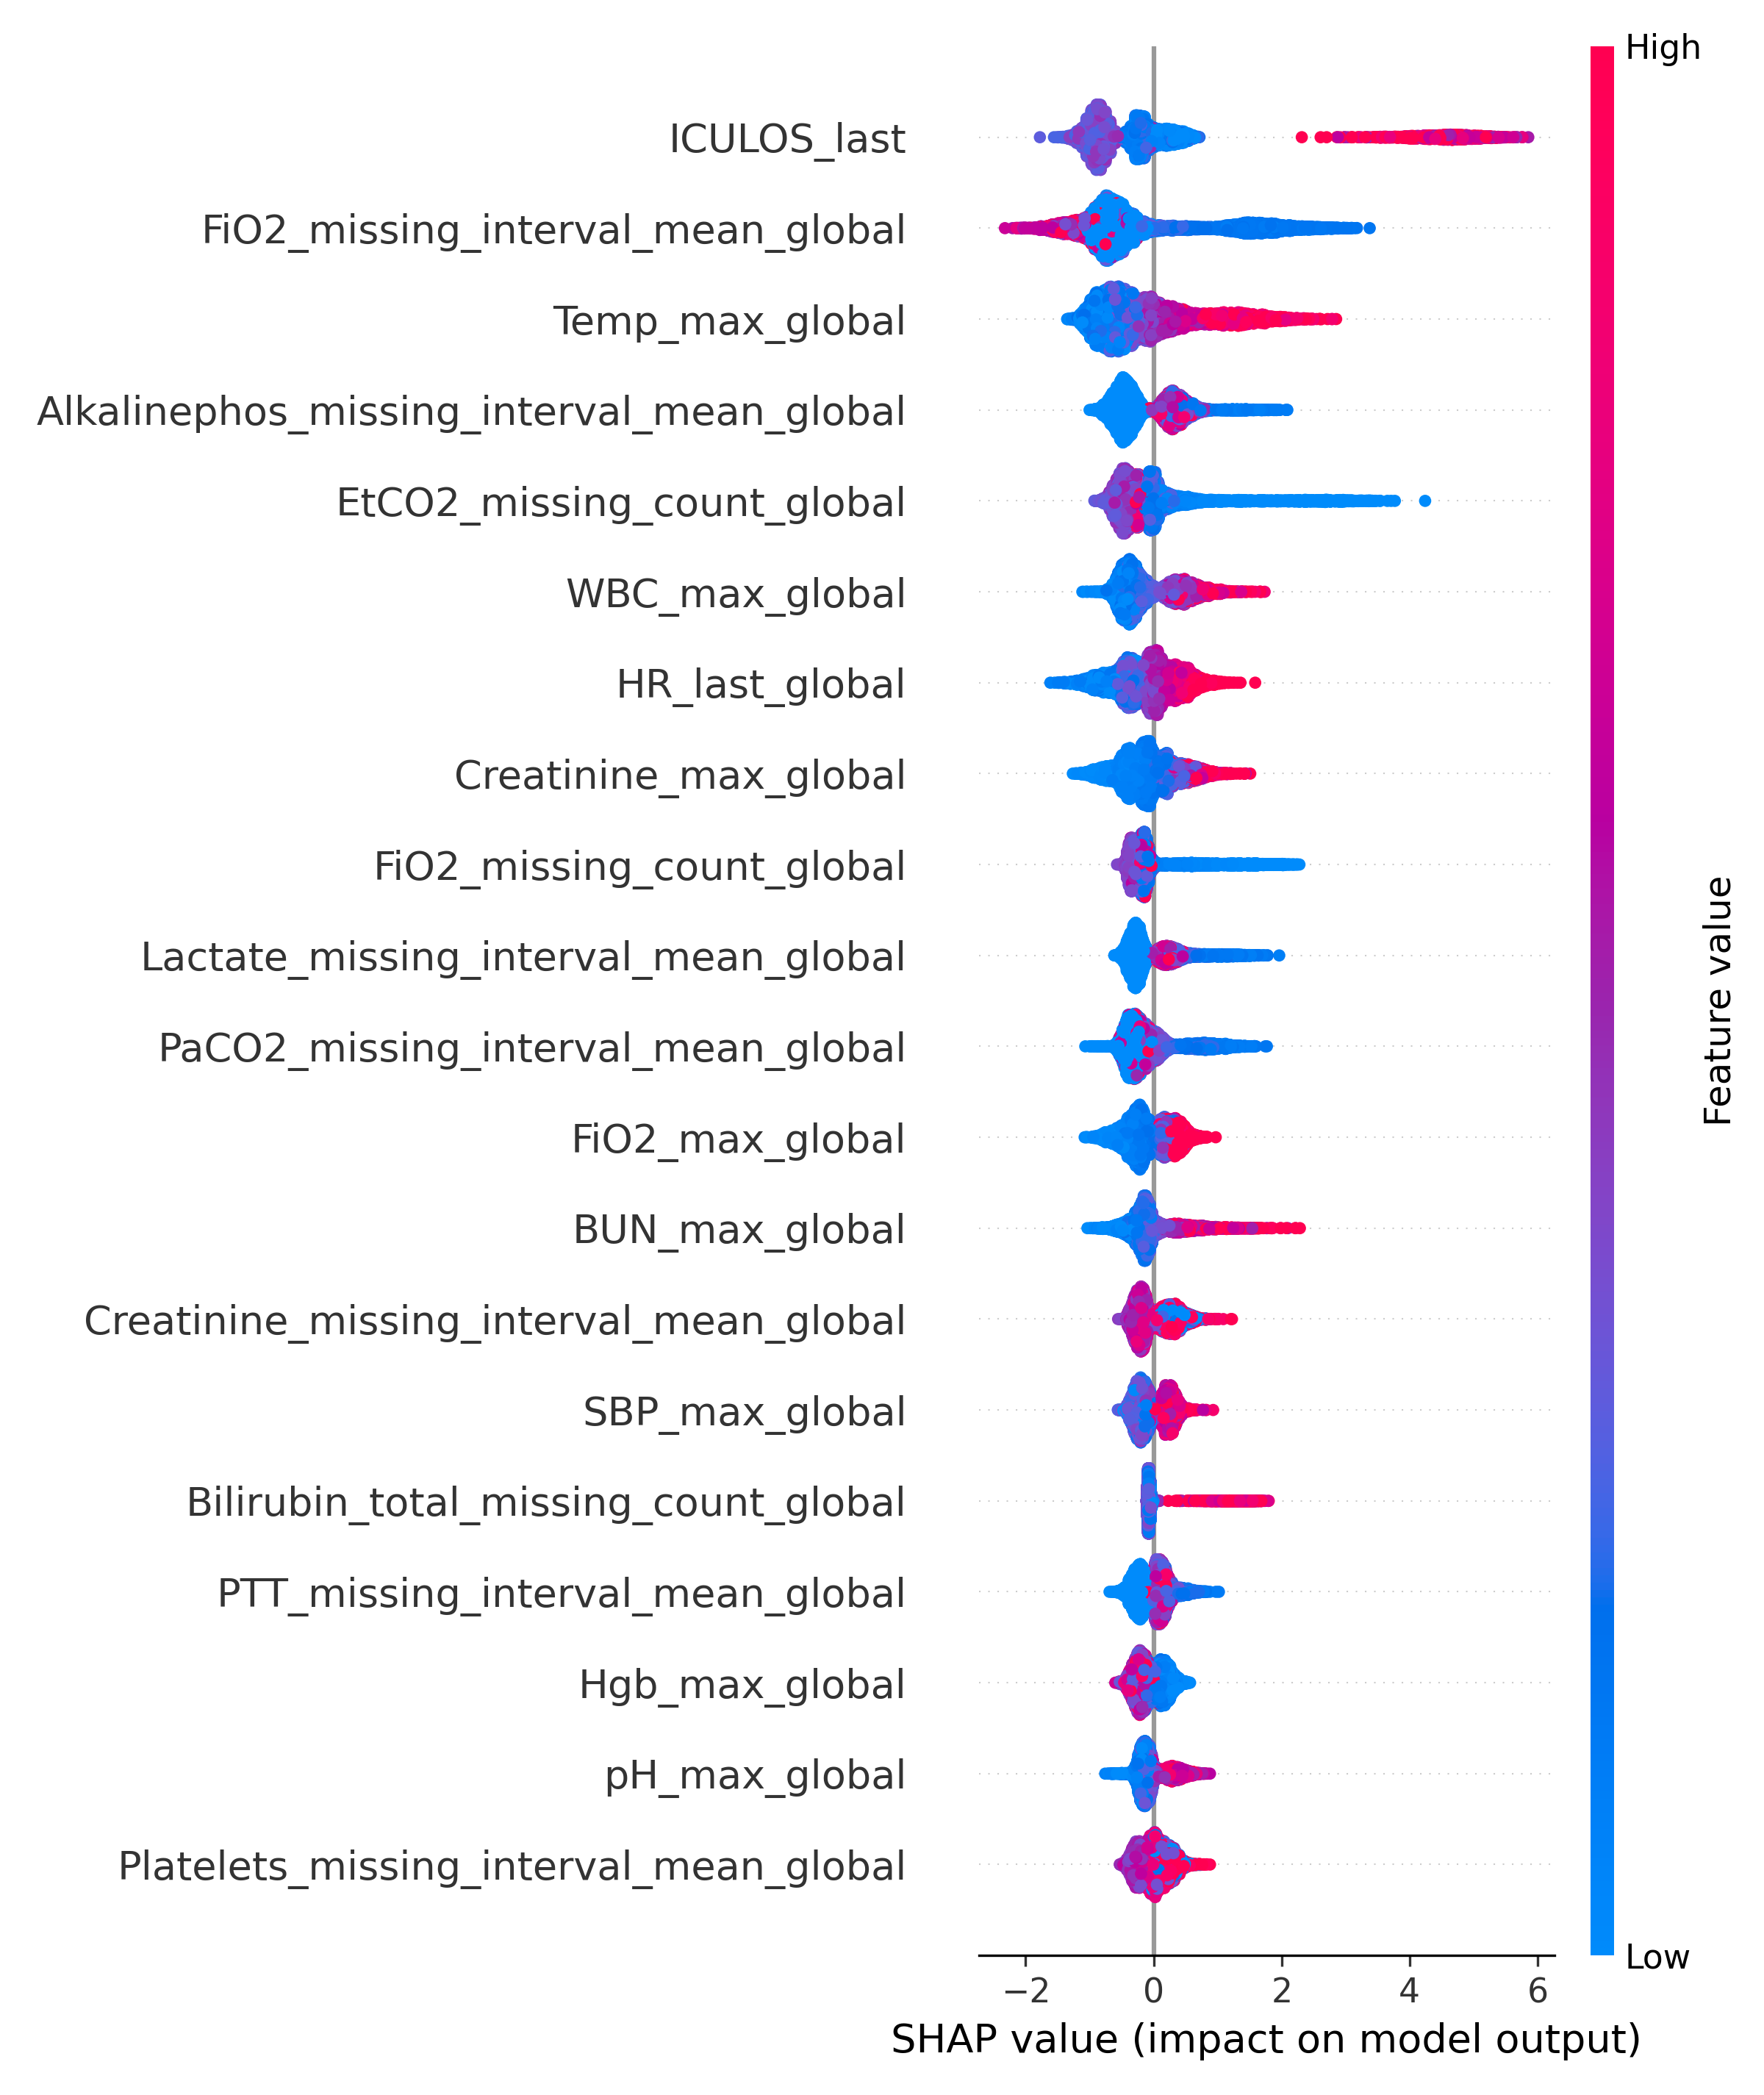 High
ICULOS_last
FiO2_missing_interval_mean_global
Temp_max_global
Alkalinephos_missing_interval_mean_global
EtCO2_missing_count_global
WBC_max_global
HR_last_global
Creatinine_max_global
FiO2_missing_count_global
Lactate_missing_interval_mean_global
PaCO2_missing_interval_mean_global
FiO2_max_global
BUN_max_global
Creatinine_missing_interval_mean_global
SBP_max_global
Bilirubin_total_missing_count_global
PTT_missing_interval_mean_global
Hgb_max_global
pH_max_global
Platelets_missing_interval_mean_global
Feature value
Low
−2 0 2 4 6
SHAP value (impact on model output)